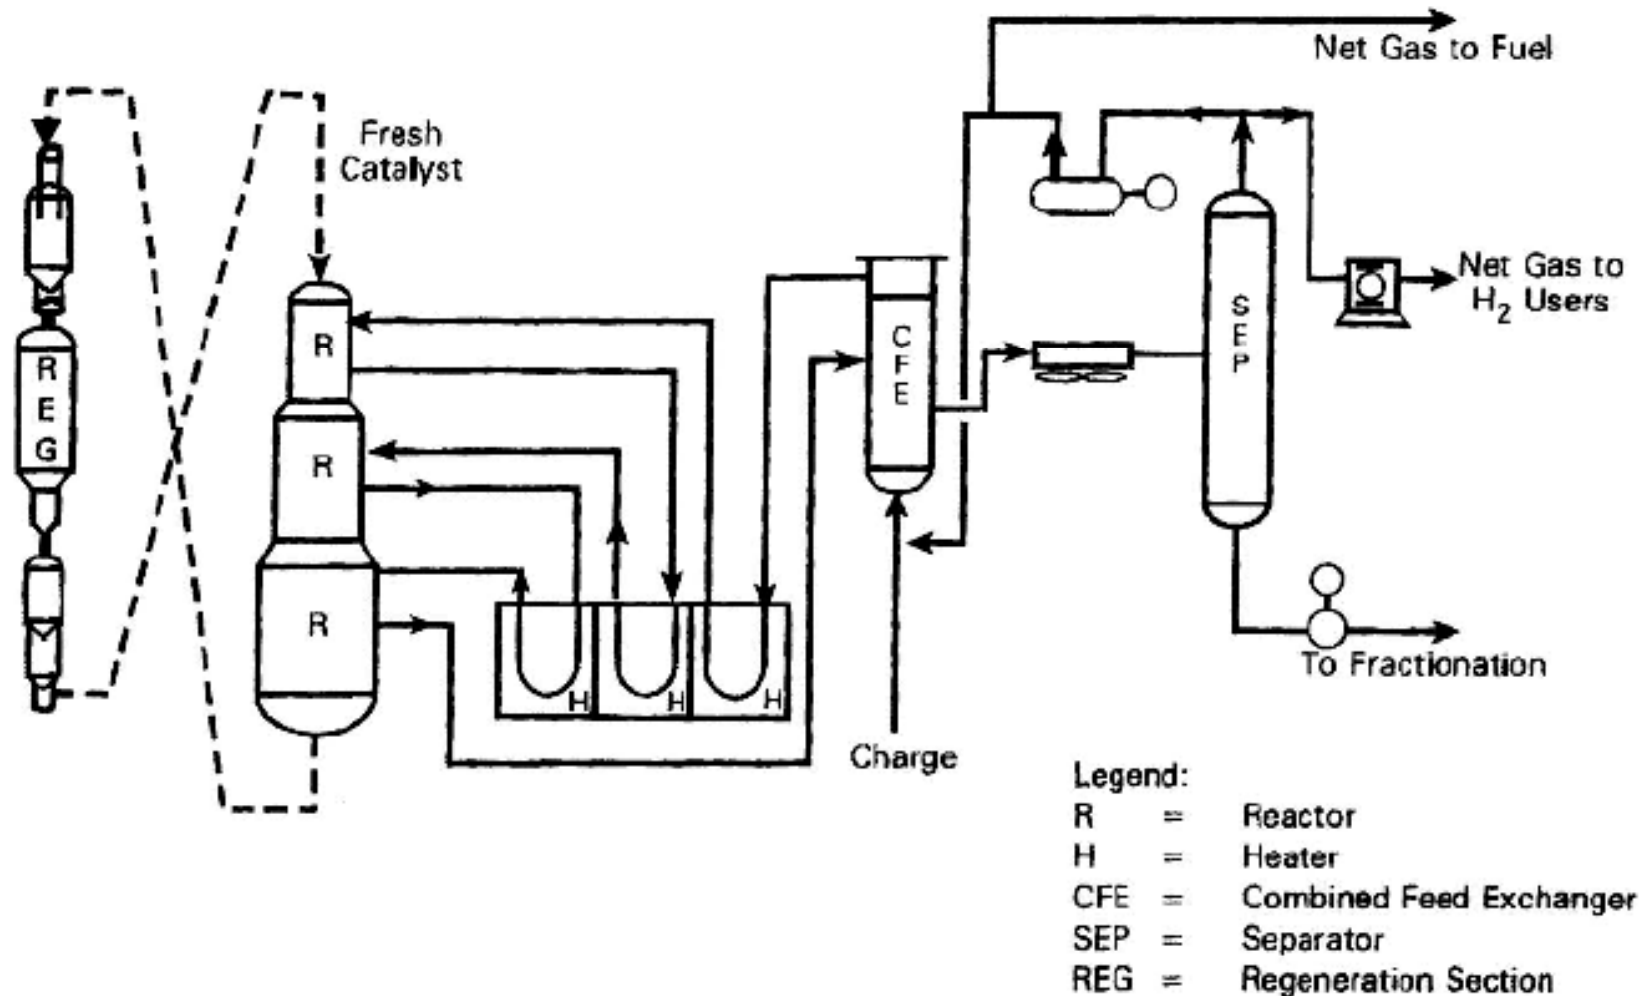 Net Gas to Fuel
Fresh
Catalyst
Net Gas to
H2 Users
R
E
G
R
R
R
C
F
E
S
E
P
H
H
H
To Fractionation
Charge
Legend:
R = Reactor
H = Heater
CFE = Combined Feed Exchanger
SEP = Separator
REG = Regeneration Section